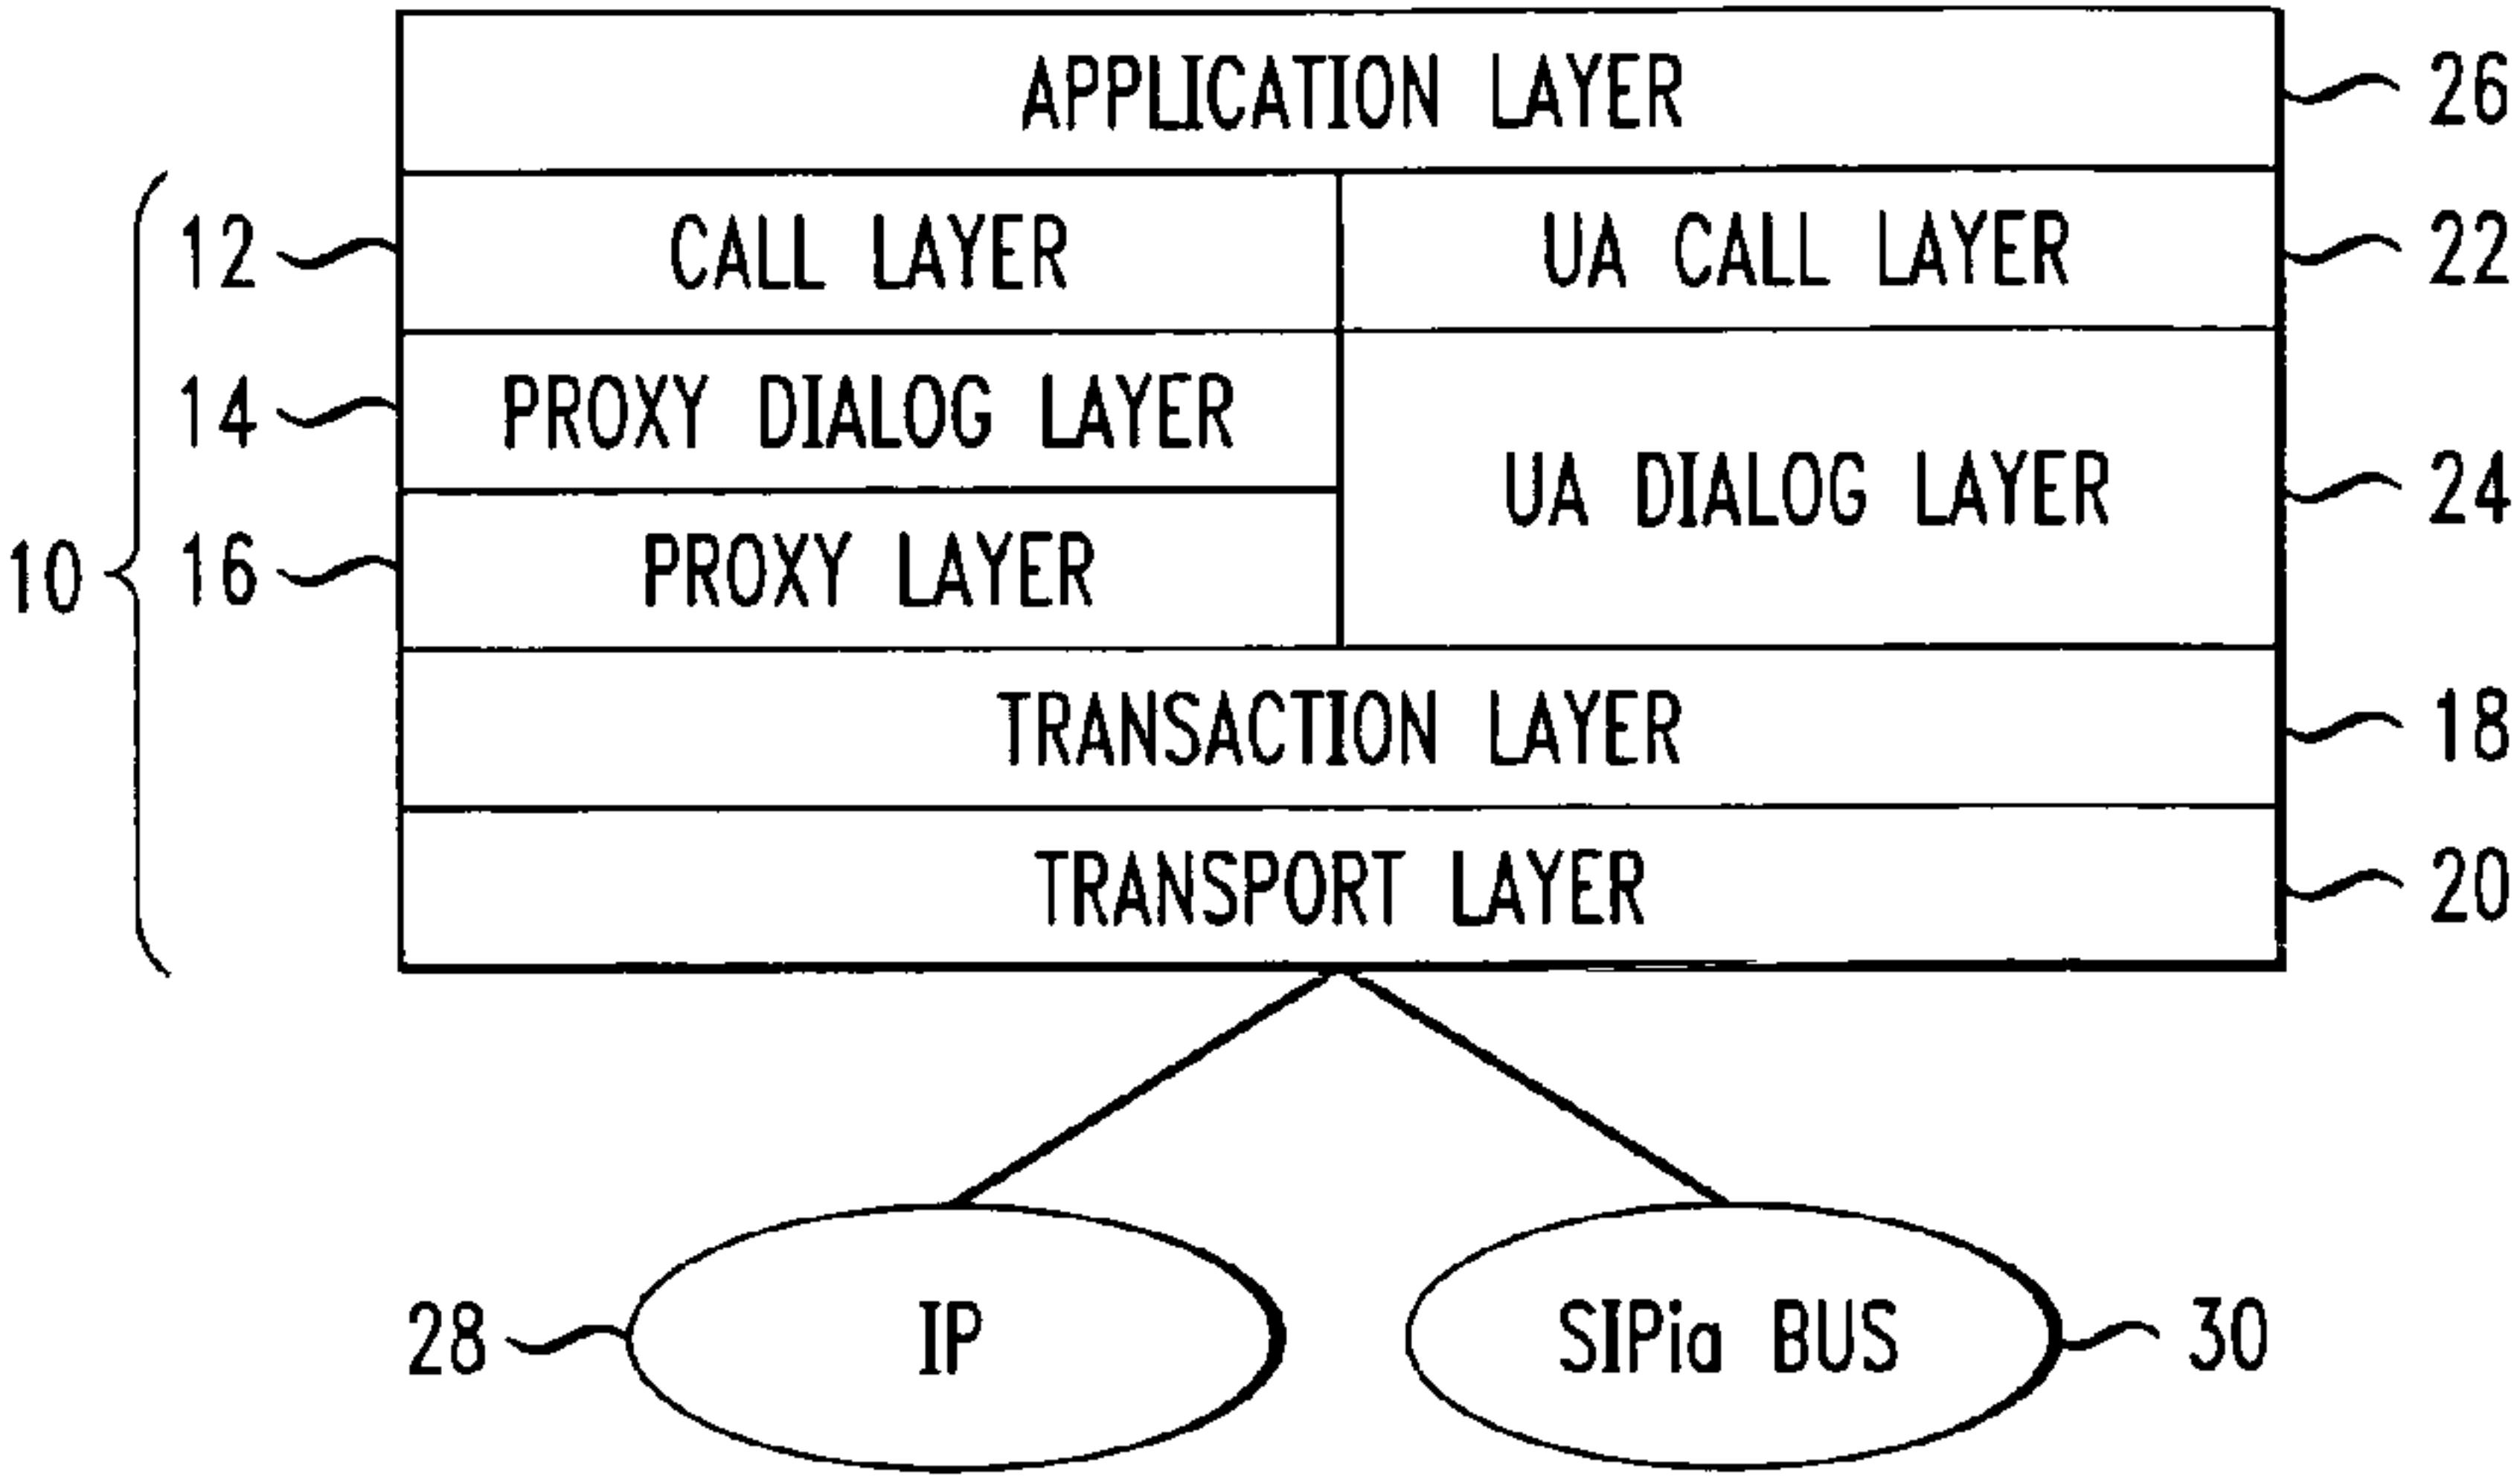 APPLICATION LAYER 26
12 CALL LAYER UA CALL LAYER 22
14 PROXY DIALOG LAYER
UA DIALOG LAYER 24
10 16 PROXY LAYER
TRANSACTION LAYER 18
TRANSPORT LAYER 20
28 IP SIPia BUS 30